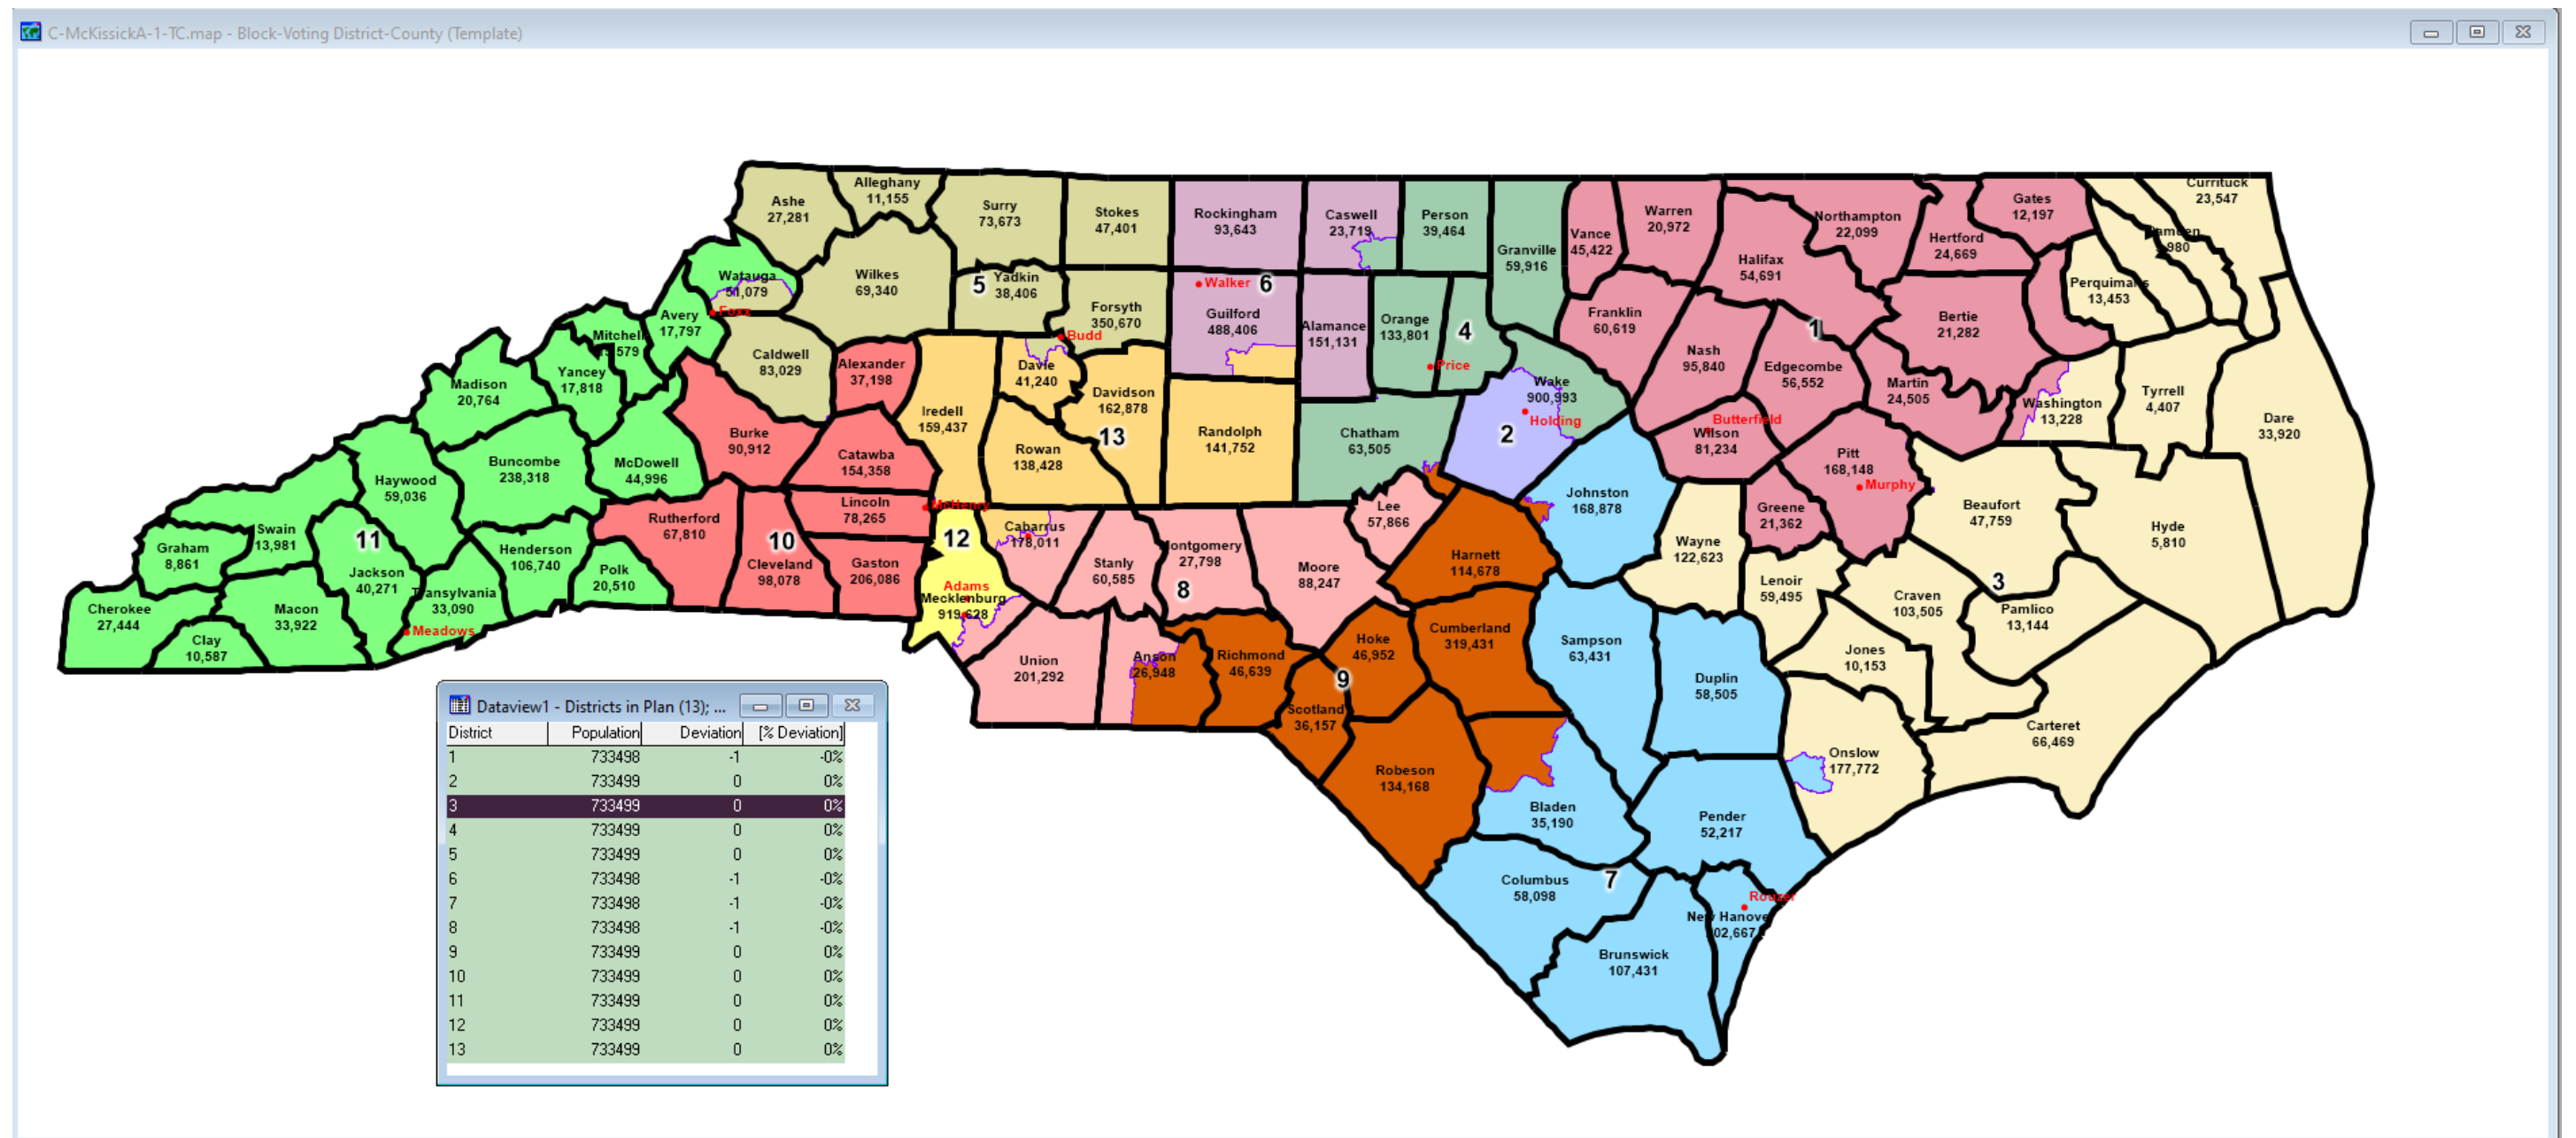 C-McKissickA-1-TC.map - Block-Voting District-County (Template)
Ashe
27,281
Alleghany
11,155
Surry
73,673
Stokes
47,401
Rockingham
93,643
Caswell
23,719
Person
39,464
Granville
59,916
Vance
45,422
Warren
20,972
Northampton
22,099
Halifax
54,691
Hertford
24,669
Gates
12,197
Currituck
23,547
Perquimans
13,453
Watauga
51,079
Foxx
Wilkes
69,340
5
Yadkin
38,406
Forsyth
350,670
Budd
Walker
6
Guilford
488,406
Alamance
151,131
Orange
133,801
4
Price
Franklin
60,619
Nash
95,840
1
Edgecombe
56,552
Bertie
21,282
Martin
24,505
Washington
13,228
Tyrrell
4,407
Dare
33,920
Avery
17,797
Mitchell
Yancey
17,818
Madison
20,764
Caldwell
83,029
Alexander
37,198
Iredell
159,437
Davie
41,240
Davidson
162,878
13
Rowan
138,428
Randolph
141,752
Chatham
63,505
2
Wake
900,993
Holding
Butterfield
Wilson
81,234
Pitt
168,148
Murphy
Haywood
59,036
Buncombe
238,318
McDowell
44,996
Burke
90,912
Catawba
154,358
Lincoln
78,265
McHenry
Johnston
168,878
Greene
21,362
Beaufort
47,759
Hyde
5,810
Graham
8,861
Swain
13,981
11
Jackson
40,271
Henderson
106,740
Polk
20,510
Rutherford
67,810
10
Cleveland
98,078
Gaston
206,086
12
Adams
Mecklenburg
919,628
Cabarrus
178,011
Stanly
60,585
Montgomery
27,798
8
Moore
88,247
Lee
57,866
Harnett
114,678
Wayne
122,623
Lenoir
59,495
Craven
103,505
3
Pamlico
13,144
Cherokee
27,444
Clay
10,587
Macon
33,922
Transylvania
33,090
Meadows
Union
201,292
Anson
26,948
Richmond
46,639
Scotland
36,157
Hoke
46,952
9
Cumberland
319,431
Sampson
63,431
Duplin
58,505
Jones
10,153
Carteret
66,469
Onslow
177,772
Robeson
134,168
Bladen
35,190
Pender
52,217
Columbus
58,098
7
Rouzer
New Hanover
Brunswick
107,431
Dataview1 - Districts in Plan (13); ...
District Population Deviation [% Deviation]
1 733498 -1 -0%
2 733499 0 0%
3 733499 0 0%
4 733499 0 0%
5 733499 0 0%
6 733498 -1 -0%
7 733498 -1 -0%
8 733498 -1 -0%
9 733499 0 0%
10 733499 0 0%
11 733499 0 0%
12 733499 0 0%
13 733499 0 0%